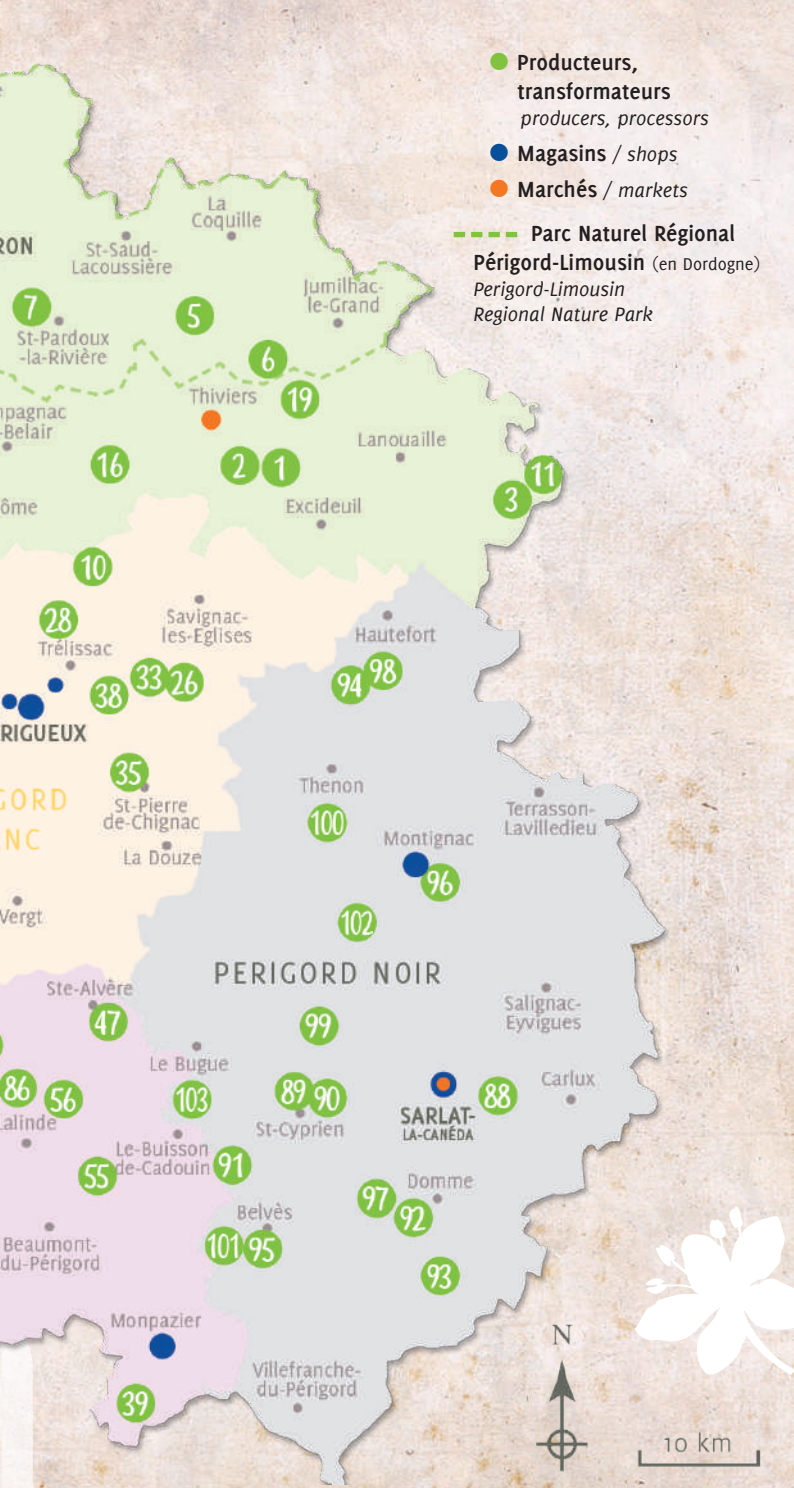 Producteurs,
transformateurs
producers, processors
Magasins / shops
Marchés / markets
Parc Naturel Régional
Périgord-Limousin (en Dordogne)
Perigord-Limousin
Regional Nature Park
La
Coquille
RON
St-Saud-
Lacoussière
Jumilhac-
le-Grand
7
5
St-Pardoux
-la-Rivière
6
Thiviers
19
mpagnac
-Belair
Lanouaille
16
2
1
11
3
ôme
Excideuil
10
28
Savignac-
les-Eglises
Hautefort
Trélissac
33
26
94
98
38
RIGUEUX
35
Thenon
St-Pierre
de-Chignac
GORD
NC
100
Terrasson-
Lavilledieu
Montignac
La Douze
96
Vergt
102
PERIGORD NOIR
Ste-Alvère
Salignac-
Eyvigues
47
99
Le Bugue
86
56
103
89
90
88
Carlux
Lalinde
St-Cyprien
SARLAT-
LA-CANÉDA
Le-Buisson
de-Cadouin
91
55
Domme
97
92
Belvès
Beaumont-
du-Périgord
101
95
93
Monpazier
N
Villefranche-
du-Périgord
39
10 km